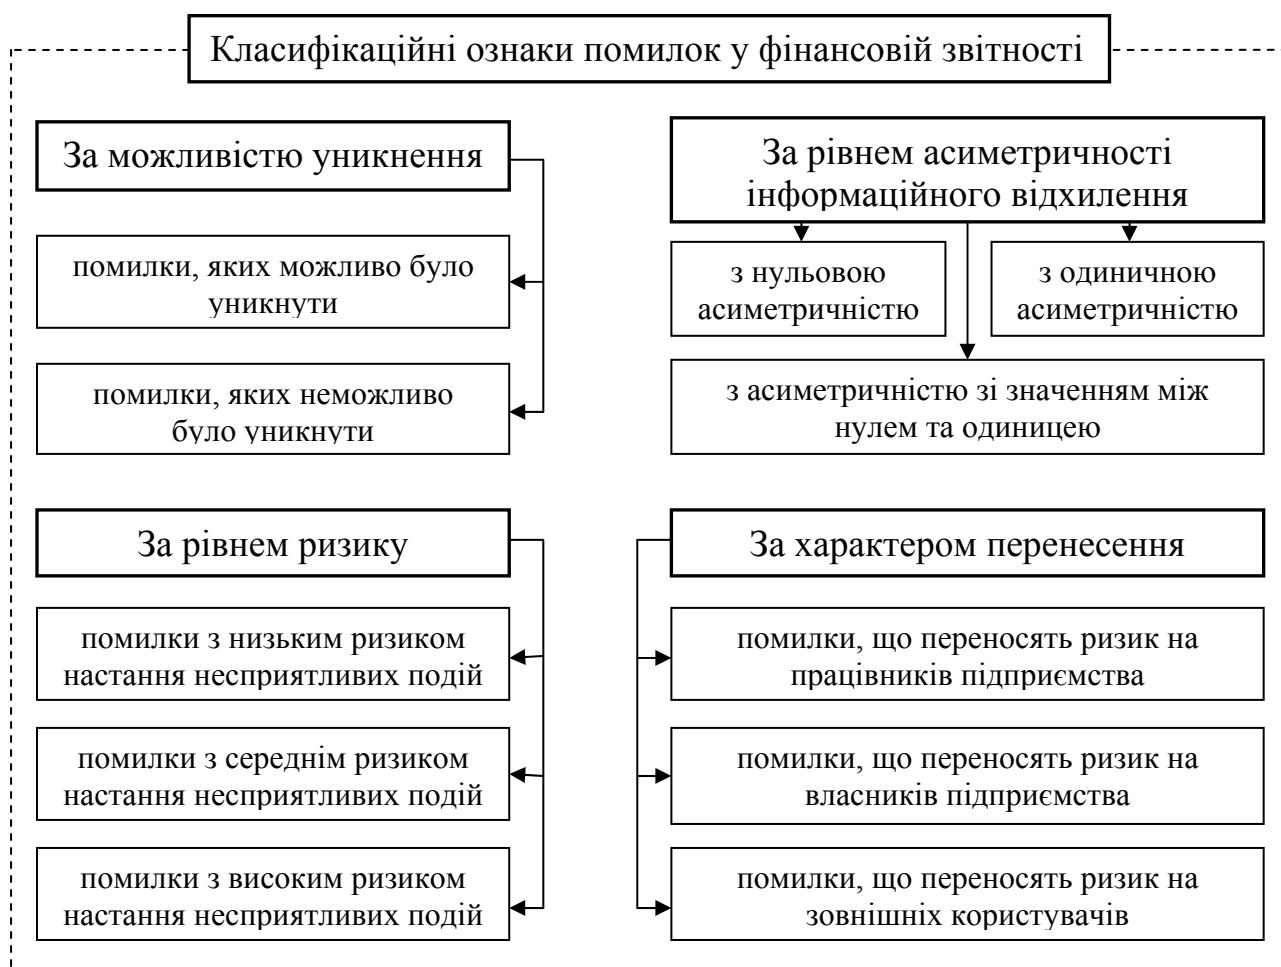 Класифікаційні ознаки помилок у фінансовій звітності
За можливістю уникнення
помилки, яких можливо було
уникнути
помилки, яких неможливо
було уникнути
За рівнем асиметричності
інформаційного відхилення
з нульовою
асиметричністю
з одиничною
асиметричністю
з асиметричністю зі значенням між
нулем та одиницею
За рівнем ризику
помилки з низьким ризиком
настання несприятливих подій
помилки з середнім ризиком
настання несприятливих подій
помилки з високим ризиком
настання несприятливих подій
За характером перенесення
помилки, що переносять ризик на
працівників підприємства
помилки, що переносять ризик на
власників підприємства
помилки, що переносять ризик на
зовнішніх користувачів